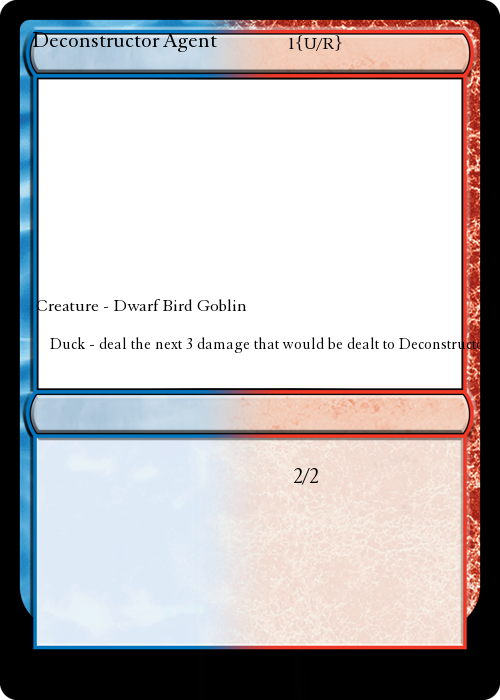 Deconstructor Agent 1{U/R}
Creature - Dwarf Bird Goblin
Duck - deal the next 3 damage that would be dealt to Deconstructo
2/2